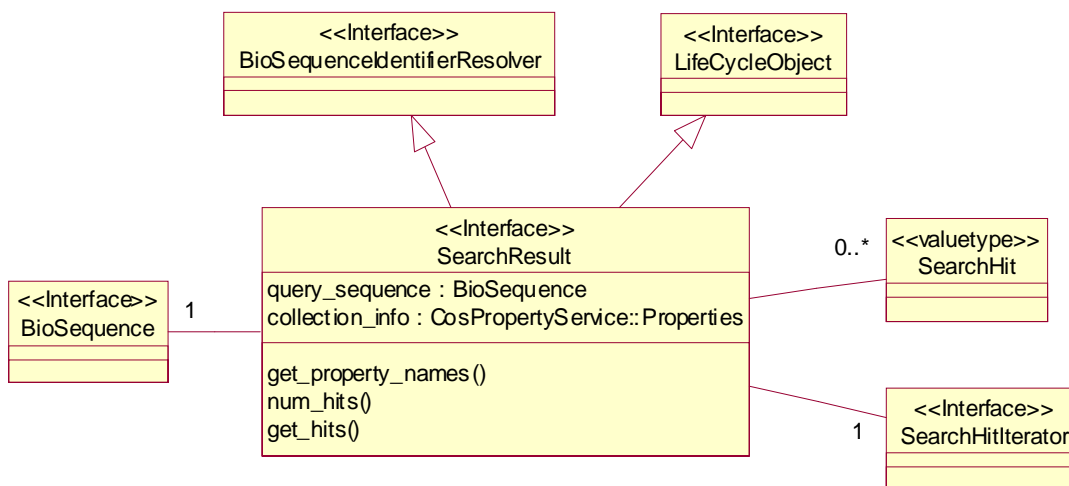 <<Interface>>
BioSequenceIdentifierResolver
<<Interface>>
LifeCycleObject
<<Interface>>
SearchResult
query_sequence : BioSequence
collection_info : CosPropertyService::Properties
get_property_names()
num_hits()
get_hits()
<<Interface>>
BioSequence
1
0..*
<<valuetype>>
SearchHit
1
<<Interface>>
SearchHitIterator